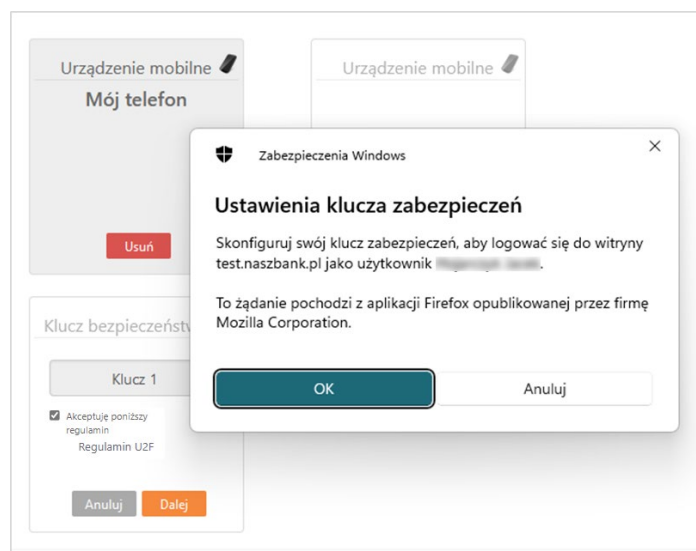 Urządzenie mobilne
Mój telefon
Usuń
Urządzenie mobilne
Klucz bezpieczeństw
Klucz 1
Akceptuję poniższy
regulamin
Regulamin U2F
Anuluj
Dalej
Zabezpieczenia Windows
Ustawienia klucza zabezpieczeń
Skonfiguruj swój klucz zabezpieczeń, aby logować się do witryny
test.naszbank.pl jako użytkownik .
To żądanie pochodzi z aplikacji Firefox opublikowanej przez firmę
Mozilla Corporation.
OK
Anuluj